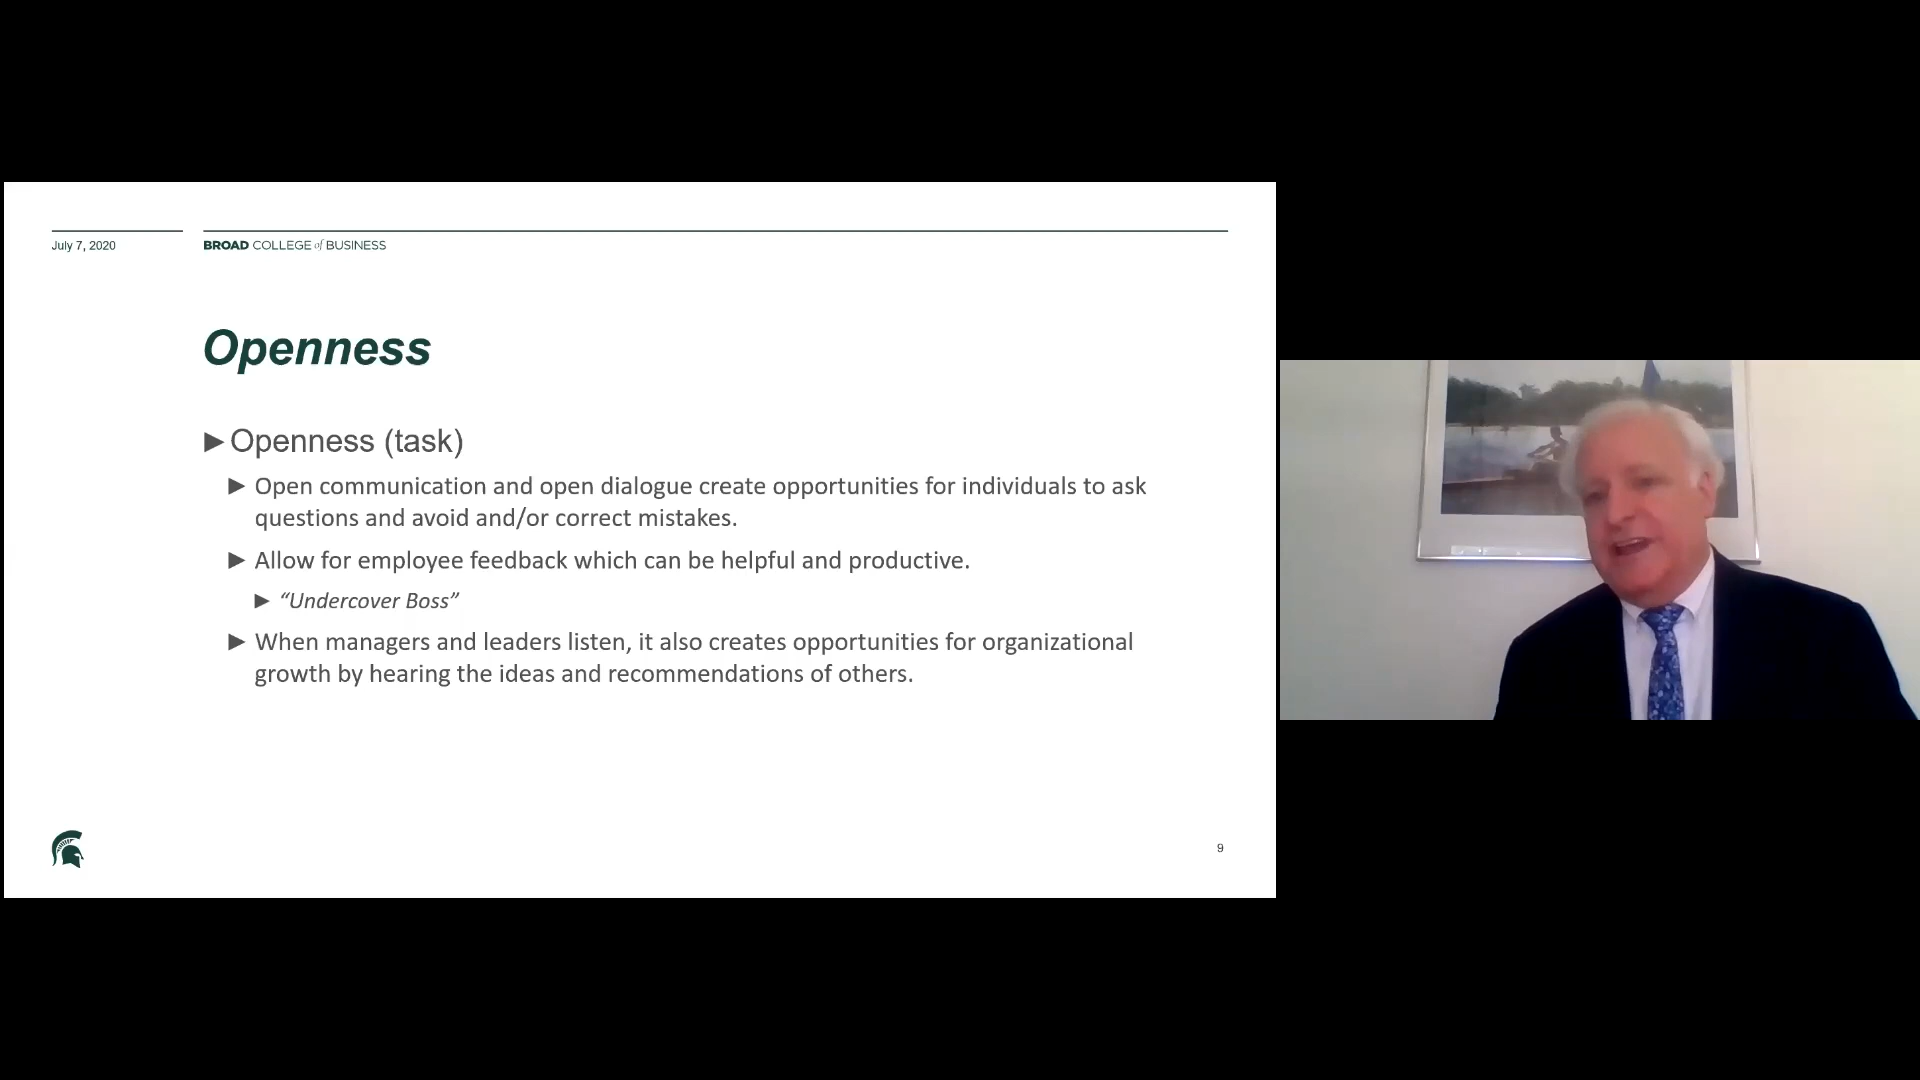 July 7, 2020
BROAD COLLEGE of BUSINESS
Openness
►Openness (task)
► Open communication and open dialogue create opportunities for individuals to ask
questions and avoid and/or correct mistakes.
► Allow for employee feedback which can be helpful and productive.
► “Undercover Boss”
► When managers and leaders listen, it also creates opportunities for organizational
growth by hearing the ideas and recommendations of others.
9